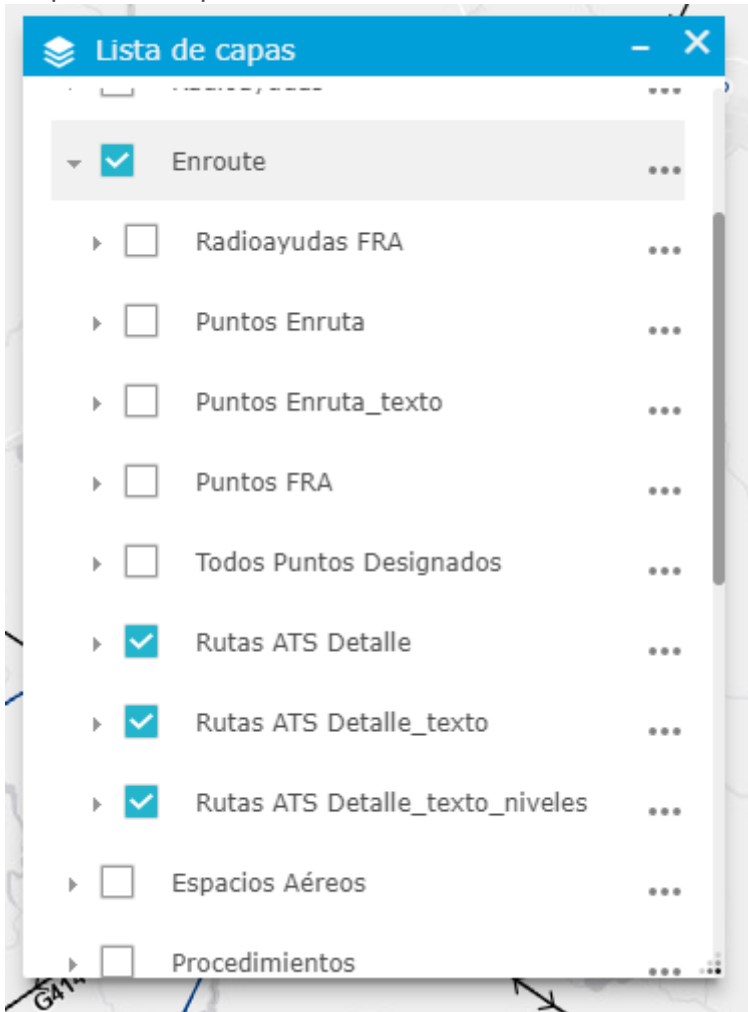 Lista de capas
Enroute
Radioayudas FRA
Puntos Enruta
Puntos Enruta_texto
Puntos FRA
Todos Puntos Designados
Rutas ATS Detalle
Rutas ATS Detalle_texto
Rutas ATS Detalle_texto_niveles
Espacios Aéreos
Procedimientos
G414